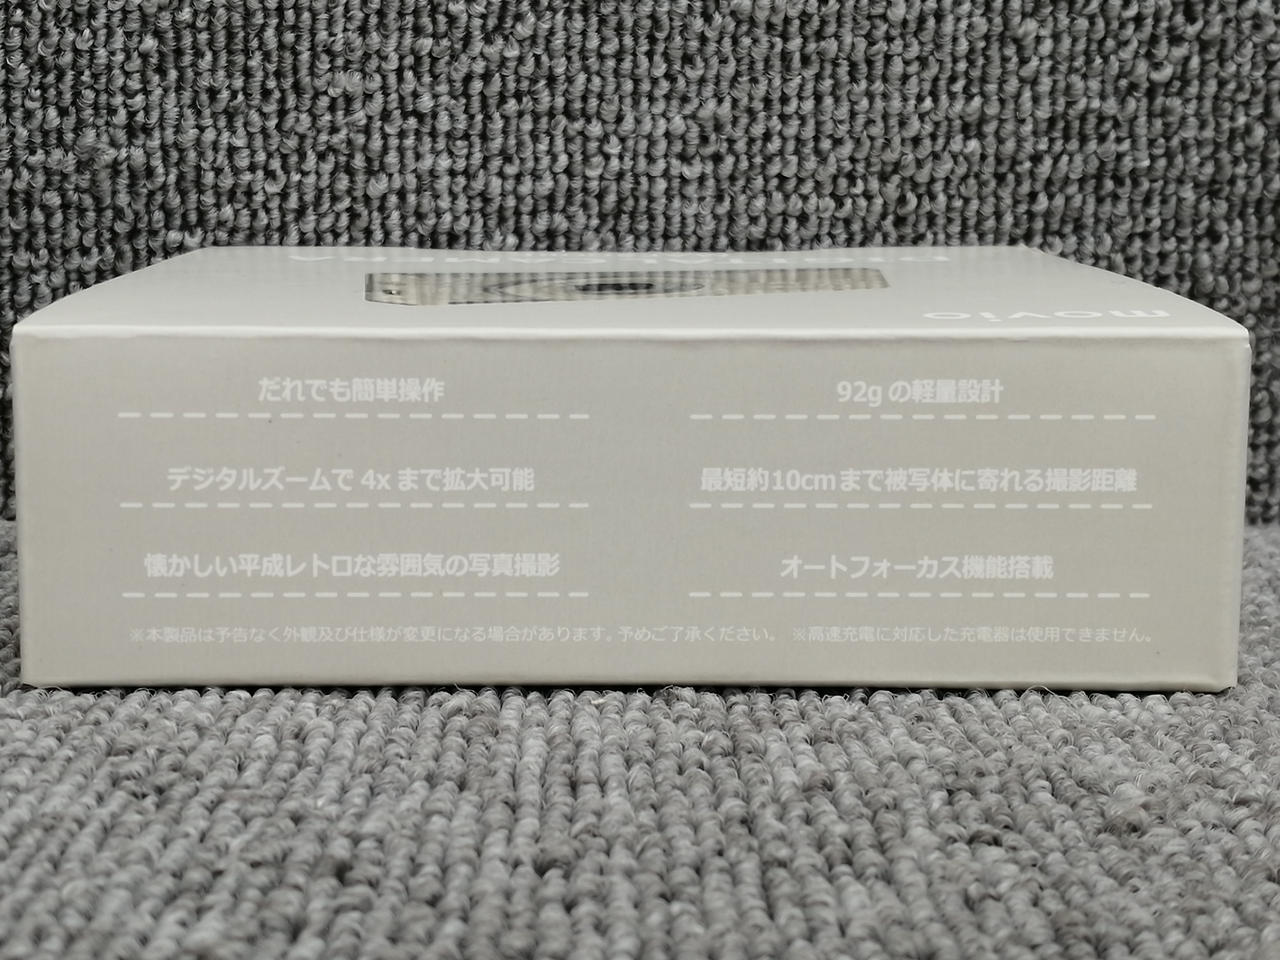 DIGITAL CAMERA
movio
だれでも簡単操作
92g の軽量設計
デジタルズームで 4x まで拡大可能
最短約10cmまで被写体に寄れる撮影距離
懐かしい平成レトロな雰囲気の写真撮影
オートフォーカス機能搭載
※本製品は予告なく外観及び仕様が変更になる場合があります。予めご了承ください。 ※高速充電に対応した充電器は使用できません。